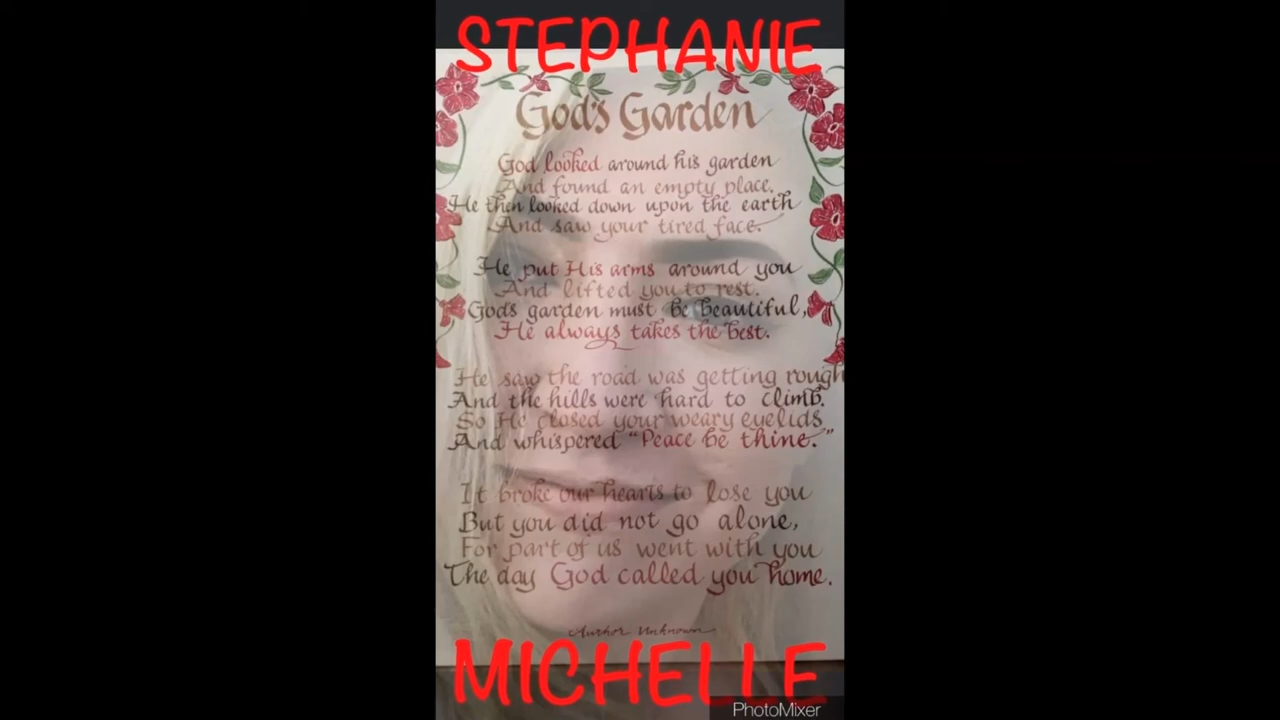 STEPHANIE
God's Garden
God looked around his garden
And found an empty place,
He then looked down upon the earth
And saw your tired face.
He put His arms around you
And lifted you to rest.
God's garden must be beautiful,
He always takes the best.
He saw the road was getting rough
And the hills were hard to climb.
So He closed your weary eyelids
And whispered “Peace be thine.”
It broke our hearts to lose you
But you did not go alone,
For part of us went with you
The day God called you home.
Author Unknown
MICHELLE
PhotoMixer